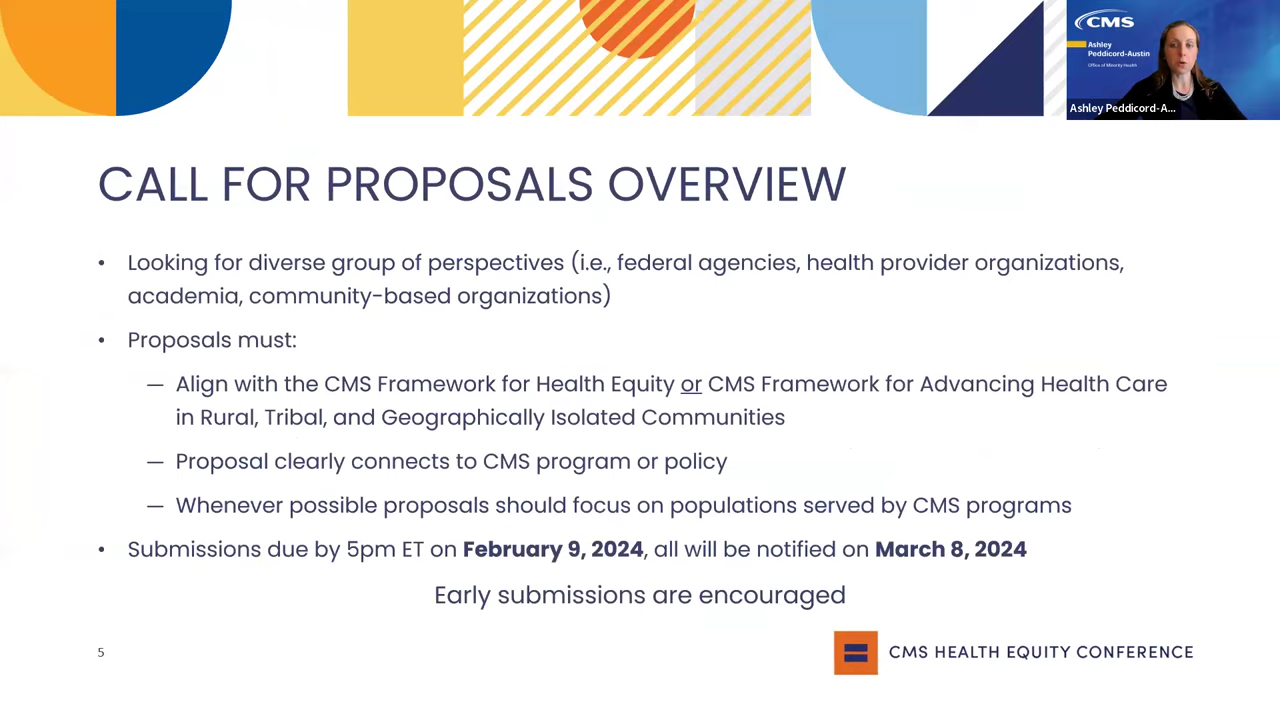 CMS
Ashley
Peddicord-Austin
Office of Minority Health
Ashley Peddicord-A...
CALL FOR PROPOSALS OVERVIEW
• Looking for diverse group of perspectives (i.e., federal agencies, health provider organizations,
academia, community-based organizations)
• Proposals must:
— Align with the CMS Framework for Health Equity or CMS Framework for Advancing Health Care
in Rural, Tribal, and Geographically Isolated Communities
— Proposal clearly connects to CMS program or policy
— Whenever possible proposals should focus on populations served by CMS programs
• Submissions due by 5pm ET on February 9, 2024, all will be notified on March 8, 2024
Early submissions are encouraged
5
CMS HEALTH EQUITY CONFERENCE